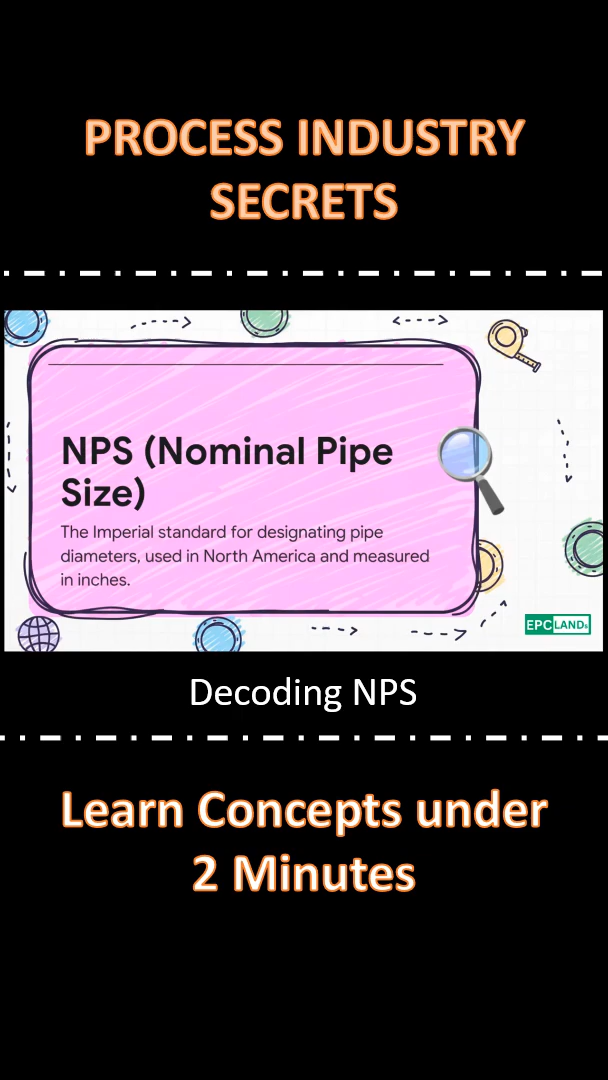 PROCESS INDUSTRY
SECRETS
NPS (Nominal Pipe
Size)
The Imperial standard for designating pipe
diameters, used in North America and measured
in inches.
EPCLANDs
Decoding NPS
Learn Concepts under
2 Minutes